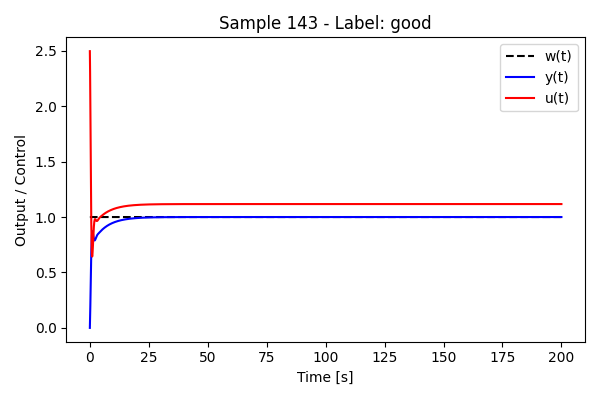 Sample 143 - Label: good
Output / Control
2.5
2.0
1.5
1.0
0.5
0.0
w(t)
y(t)
u(t)
0 25 50 75 100 125 150 175 200
Time [s]